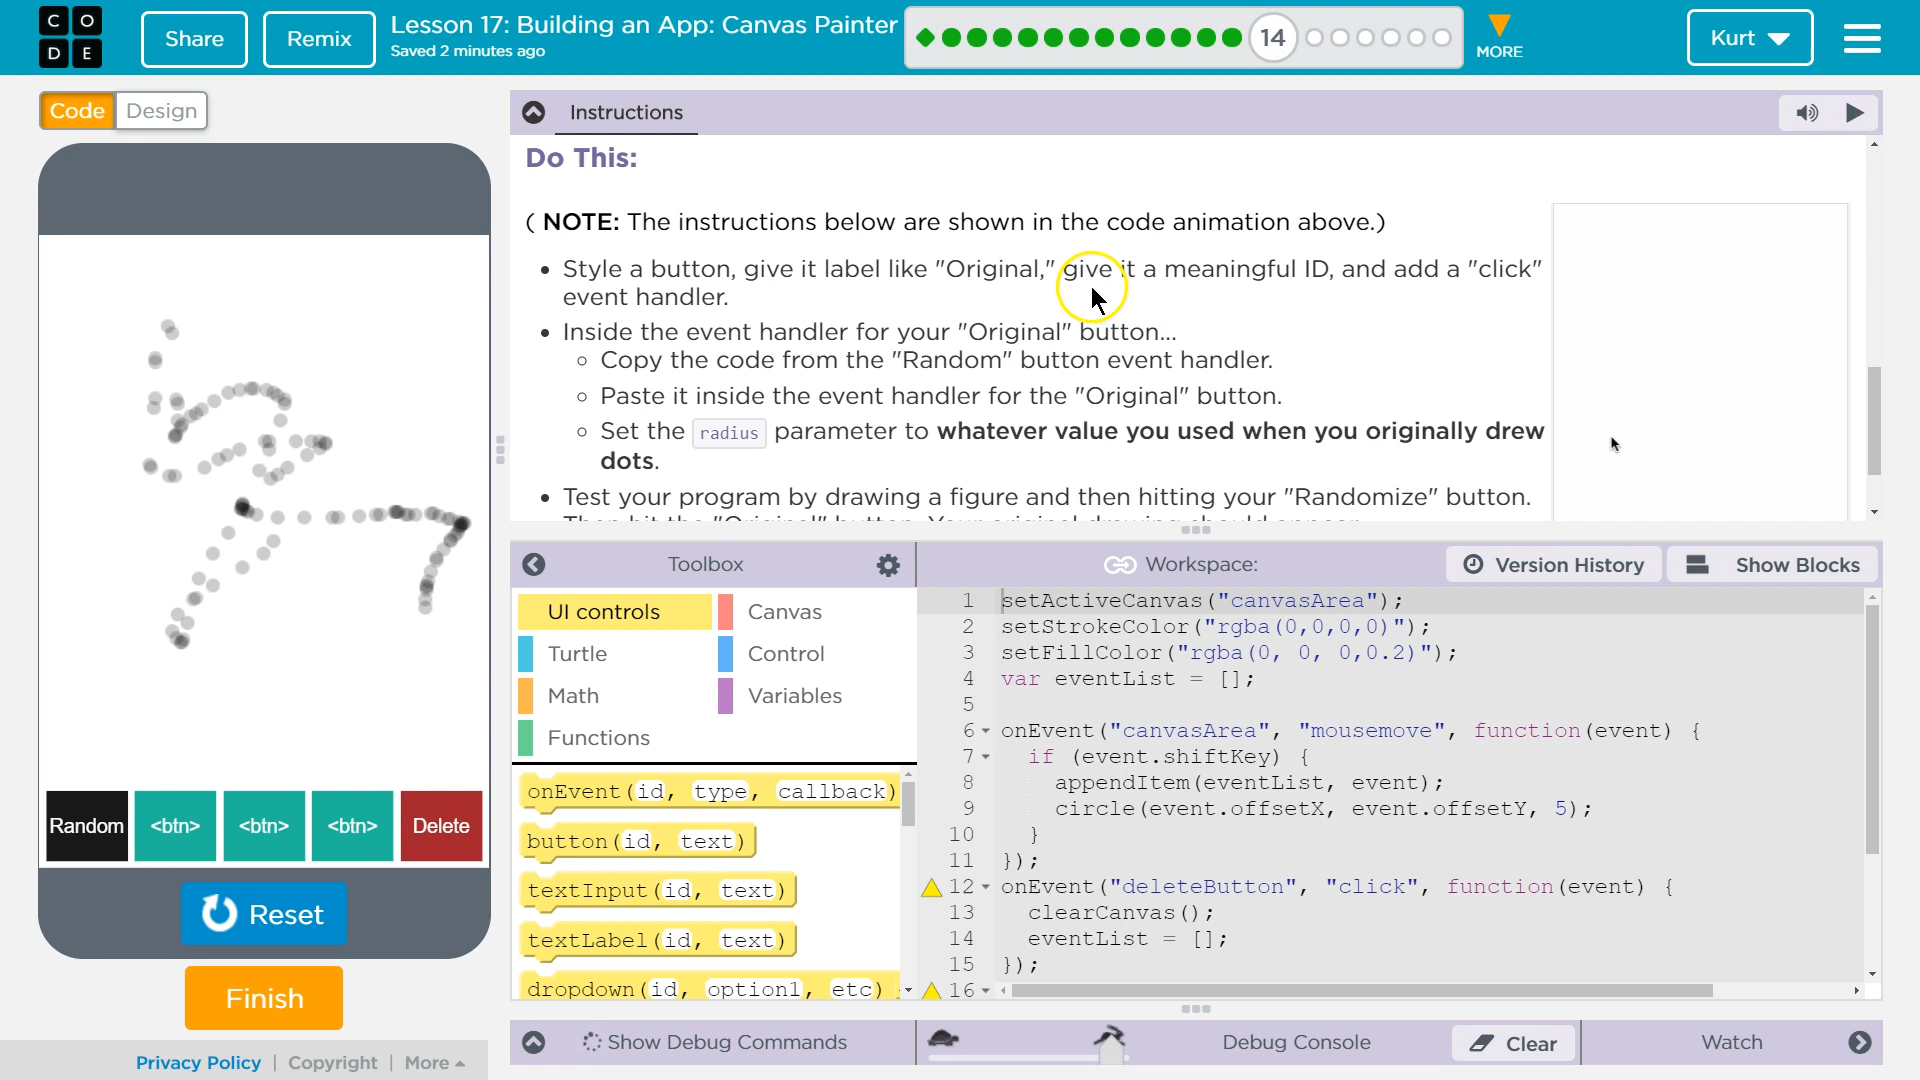 C O
D E
Share
Remix
Lesson 17: Building an App: Canvas Painter
Saved 2 minutes ago
14
MORE
Kurt
Code
Design
Instructions
Do This:
( NOTE: The instructions below are shown in the code animation above.)
Style a button, give it label like "Original," give it a meaningful ID, and add a "click"
event handler.
Inside the event handler for your "Original" button...
Copy the code from the "Random" button event handler.
Paste it inside the event handler for the "Original" button.
Set the radius parameter to whatever value you used when you originally drew
dots.
Test your program by drawing a figure and then hitting your "Randomize" button.
Then hit the "Original" button. Your original drawing should appear.
Random
<btn>
<btn>
<btn>
Delete
Reset
Finish
Privacy Policy | Copyright | More
Toolbox
UI controls
Canvas
Turtle
Control
Math
Variables
Functions
onEvent(id, type, callback)
button(id, text)
textInput(id, text)
textLabel(id, text)
dropdown(id, option1, etc)
Workspace:
Version History
Show Blocks
1 setActiveCanvas("canvasArea");
2 setStrokeColor("rgba(0,0,0,0)");
3 setFillColor("rgba(0, 0, 0,0.2)");
4 var eventList = [];
5
6 onEvent("canvasArea", "mousemove", function(event) {
7 if (event.shiftKey) {
8 appendItem(eventList, event);
9 circle(event.offsetX, event.offsetY, 5);
10 }
11 });
12 onEvent("deleteButton", "click", function(event) {
13 clearCanvas();
14 eventList = [];
15 });
16
Show Debug Commands
Debug Console
Clear
Watch